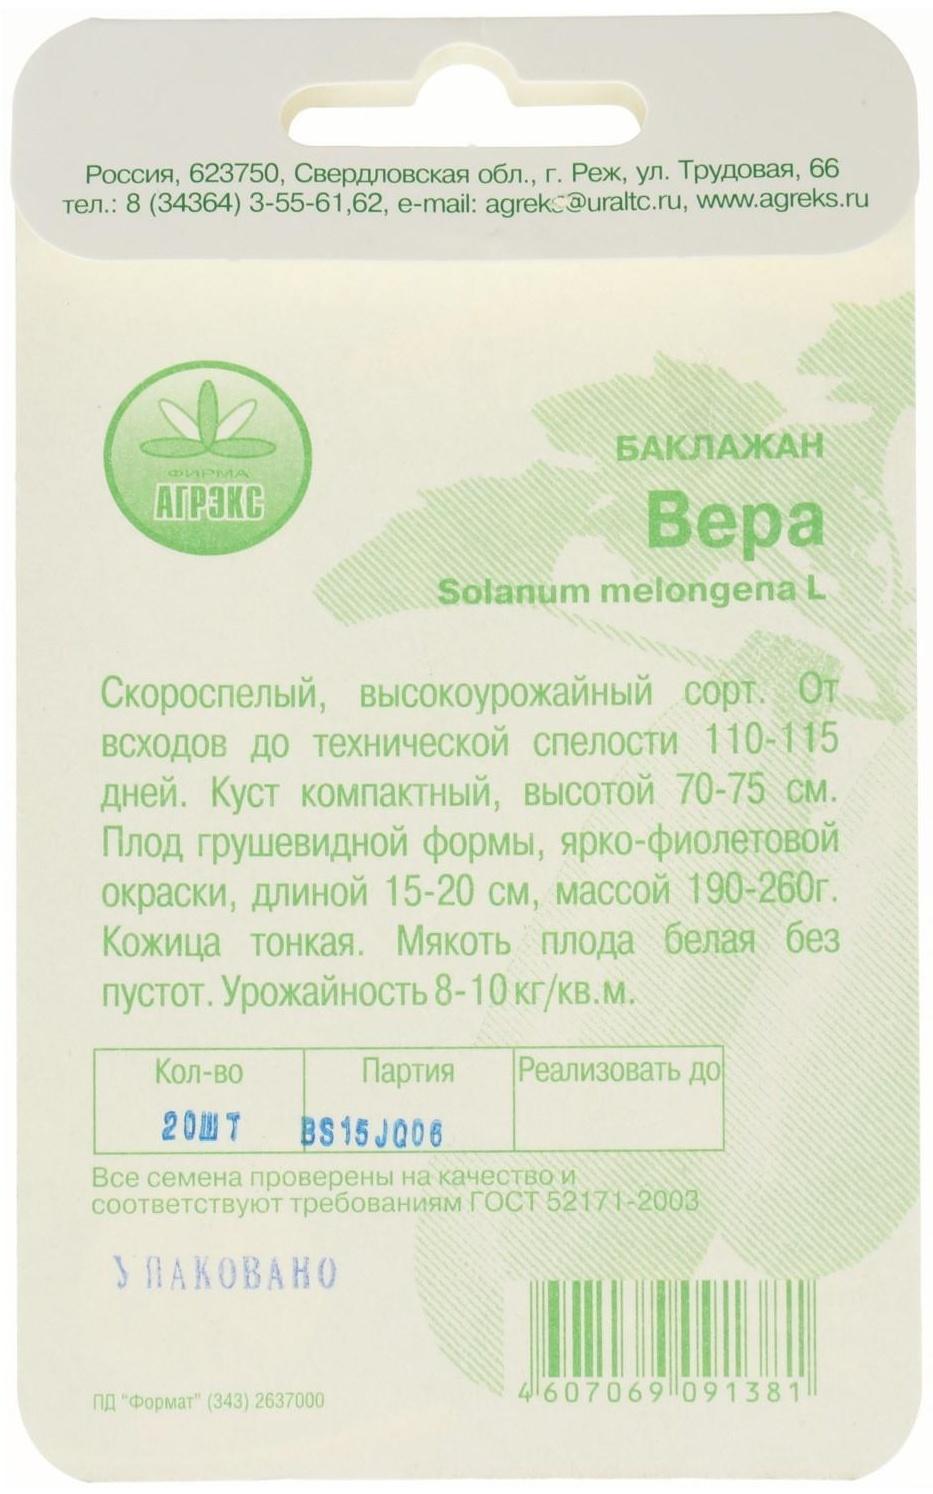 Россия, 623750, Свердловская обл., г. Реж, ул. Трудовая, 66
тел.: 8 (34364) 3-55-61,62, e-mail: agreks@uraltc.ru, www.agreks.ru
ФИРМА
АГРЭКС
БАКЛАЖАН
Вера
Solanum melongena L
Скороспелый, высокоурожайный сорт. От
всходов до технической спелости 110-115
дней. Куст компактный, высотой 70-75 см.
Плод грушевидной формы, ярко-фиолетовой
окраски, длиной 15-20 см, массой 190-260г.
Кожица тонкая. Мякоть плода белая без
пустот. Урожайность 8-10 кг/кв.м.
Кол-во Партия Реализовать до
20ШТ BS15JQ06
Все семена проверены на качество и
соответствуют требованиям ГОСТ 52171-2003
УПАКОВАНО
ПД "Формат" (343) 2637000
4 607069 091381